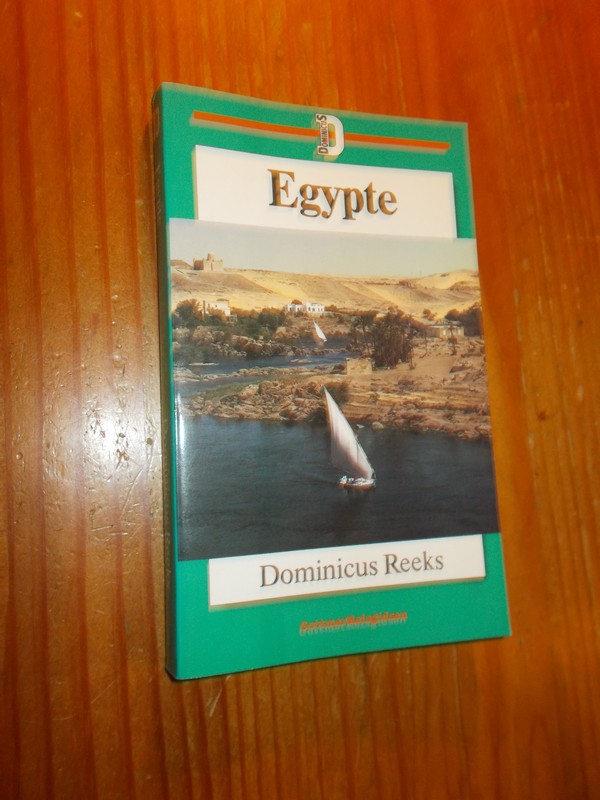 DOMINICUS
Egypte
Dominicus Reeks
Gottmer Reisgidsen